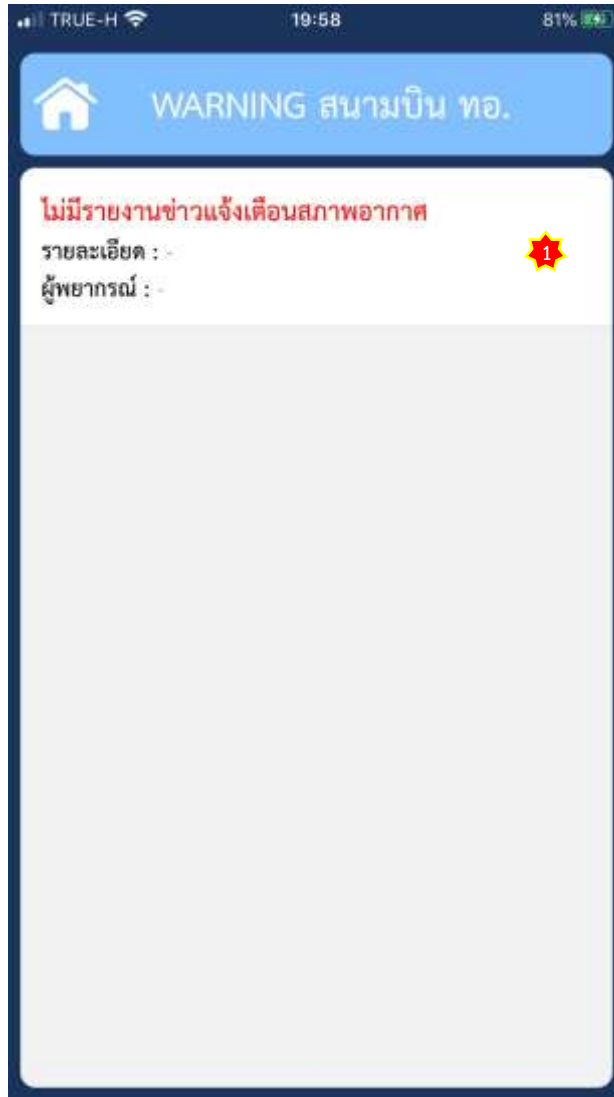 TRUE-H 19:58 81%
WARNING สนามบิน ทอ.
ไม่มีรายงานข่าวแจ้งเตือนสภาพอากาศ
รายละเอียด : -
1
ผู้พยากรณ์ : -